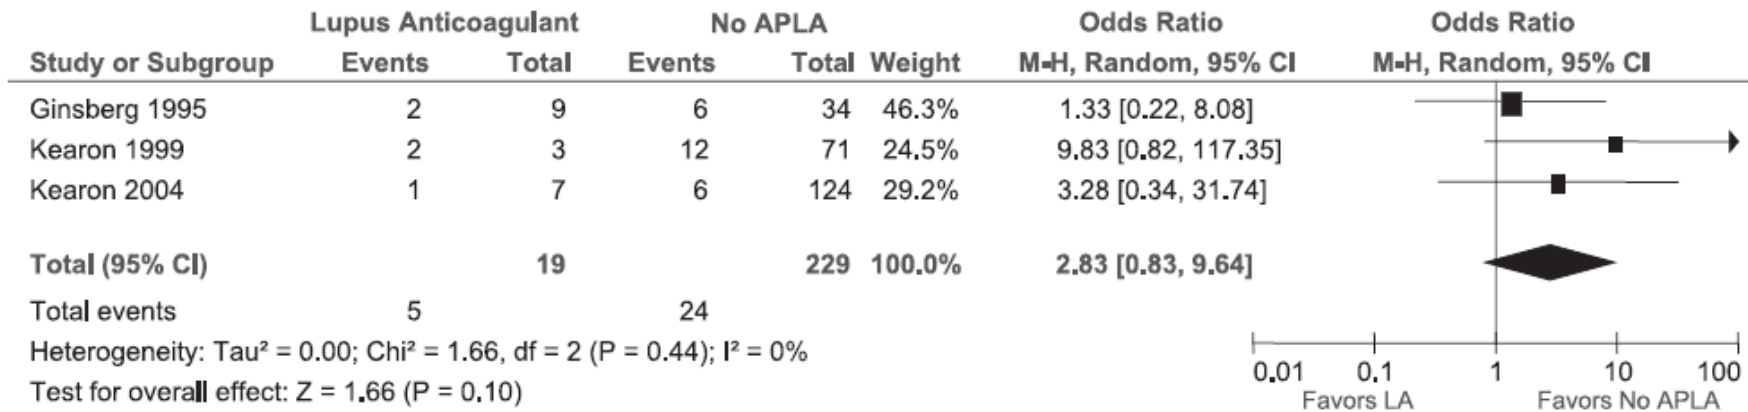 Lupus Anticoagulant No APLA Odds Ratio Odds Ratio
Study or Subgroup Events Total Events Total Weight M-H, Random, 95% CI M-H, Random, 95% CI
Ginsberg 1995 2 9 6 34 46.3% 1.33 [0.22, 8.08]
Kearon 1999 2 3 12 71 24.5% 9.83 [0.82, 117.35]
Kearon 2004 1 7 6 124 29.2% 3.28 [0.34, 31.74]
Total (95% CI) 19 229 100.0% 2.83 [0.83, 9.64]
Total events 5 24
Heterogeneity: Tau² = 0.00; Chi² = 1.66, df = 2 (P = 0.44); I² = 0%
Test for overall effect: Z = 1.66 (P = 0.10)
0.01 0.1 1 10 100
Favors LA Favors No APLA